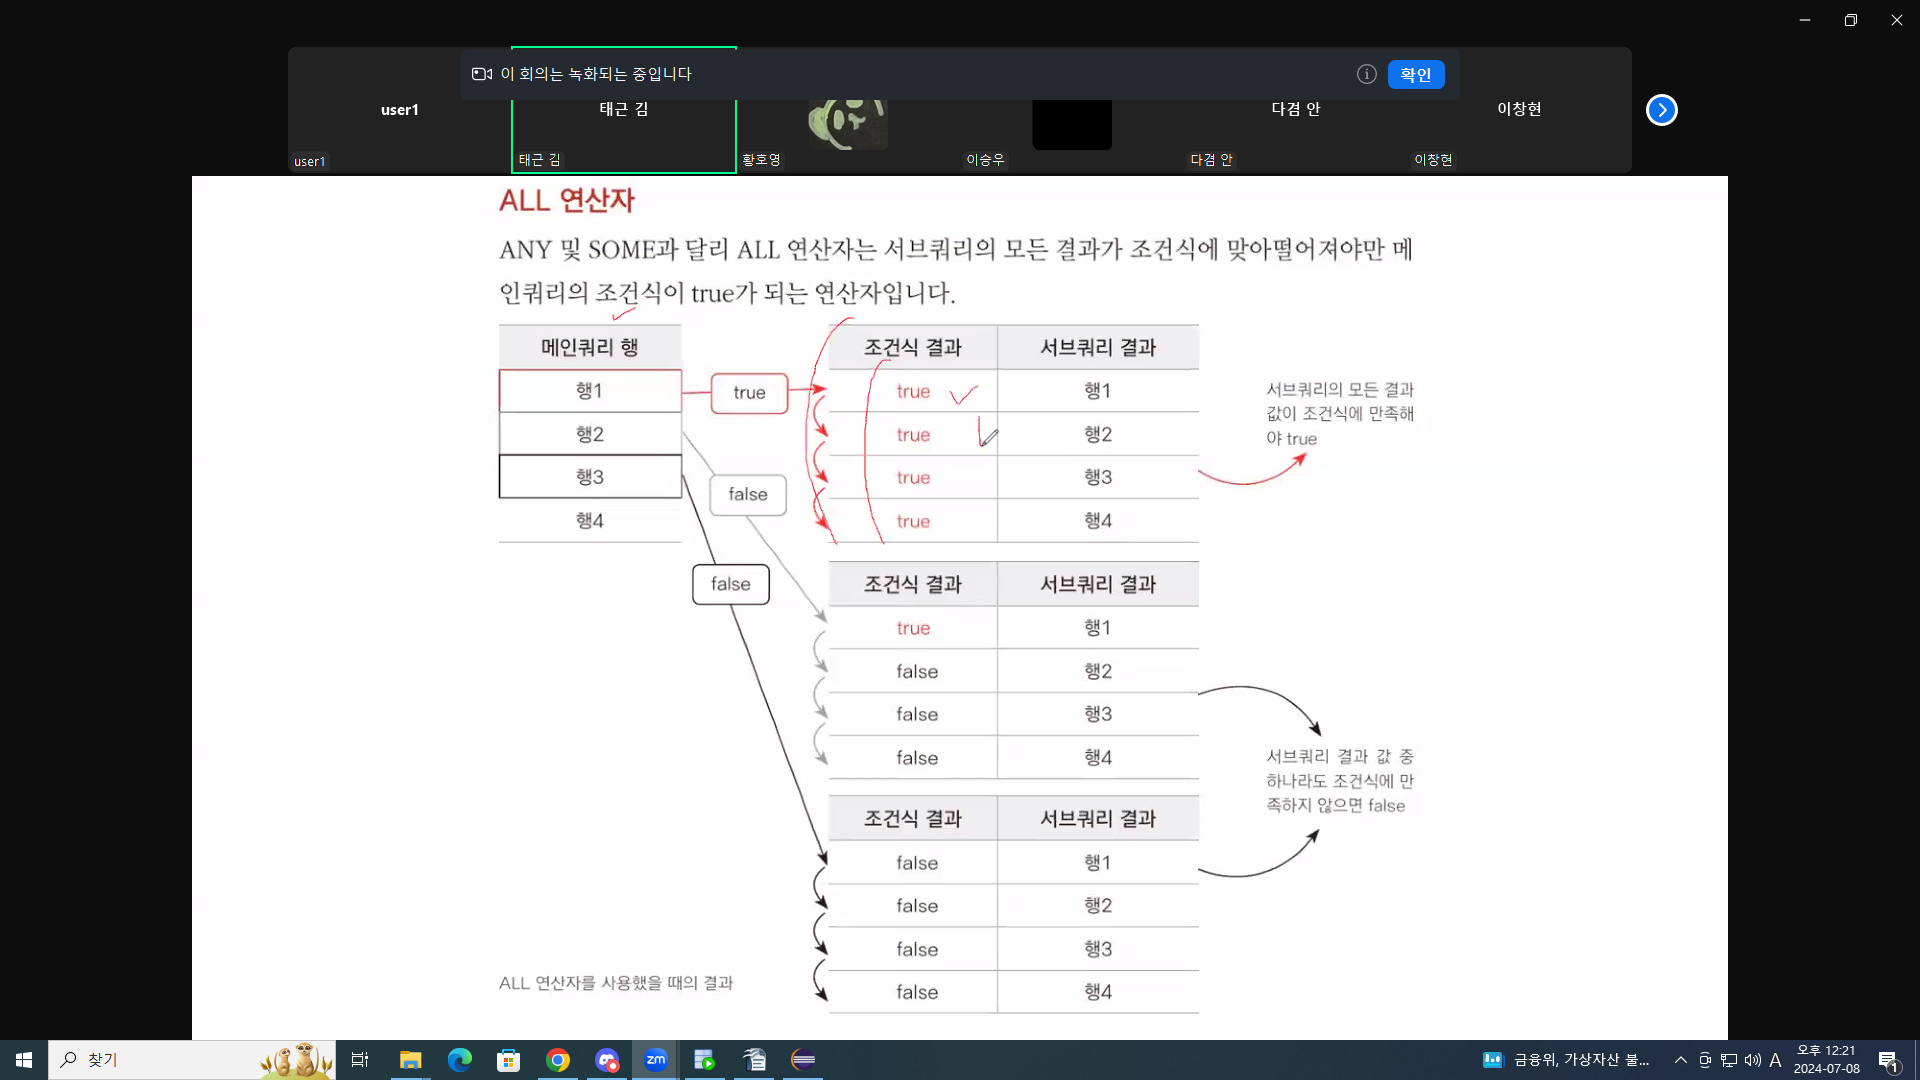 이 회의는 녹화되는 중입니다
확인
user1
태근 김
다겸 안
이창현
user1
태근 김
황호영
이승우
다겸 안
이창현
ALL 연산자
ANY 및 SOME과 달리 ALL 연산자는 서브쿼리의 모든 결과가 조건식에 맞아떨어져야만 메
인쿼리의 조건식이 true가 되는 연산자입니다.
메인쿼리 행
행1
행2
행3
행4
true
false
false
조건식 결과 서브쿼리 결과
true 행1
true 행2
true 행3
true 행4
서브쿼리의 모든 결과
값이 조건식에 만족해
야 true
조건식 결과 서브쿼리 결과
true 행1
false 행2
false 행3
false 행4
서브쿼리 결과 값 중
하나라도 조건식에 만
족하지 않으면 false
조건식 결과 서브쿼리 결과
false 행1
false 행2
false 행3
false 행4
ALL 연산자를 사용했을 때의 결과
찾기
zm
금융위, 가상자산 불...
A
오후 12:21
2024-07-08
1